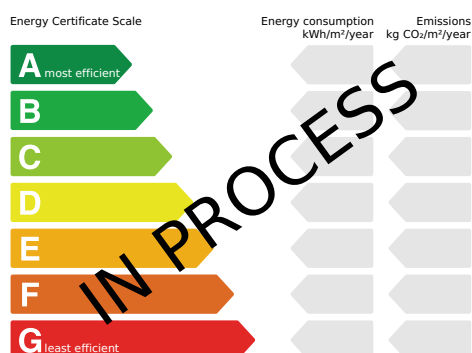 Energy Certificate Scale
Energy consumption
kWh/m²/year
Emissions
kg CO₂/m²/year
A most efficient
B
C
D
E
F
G least efficient
IN PROCESS